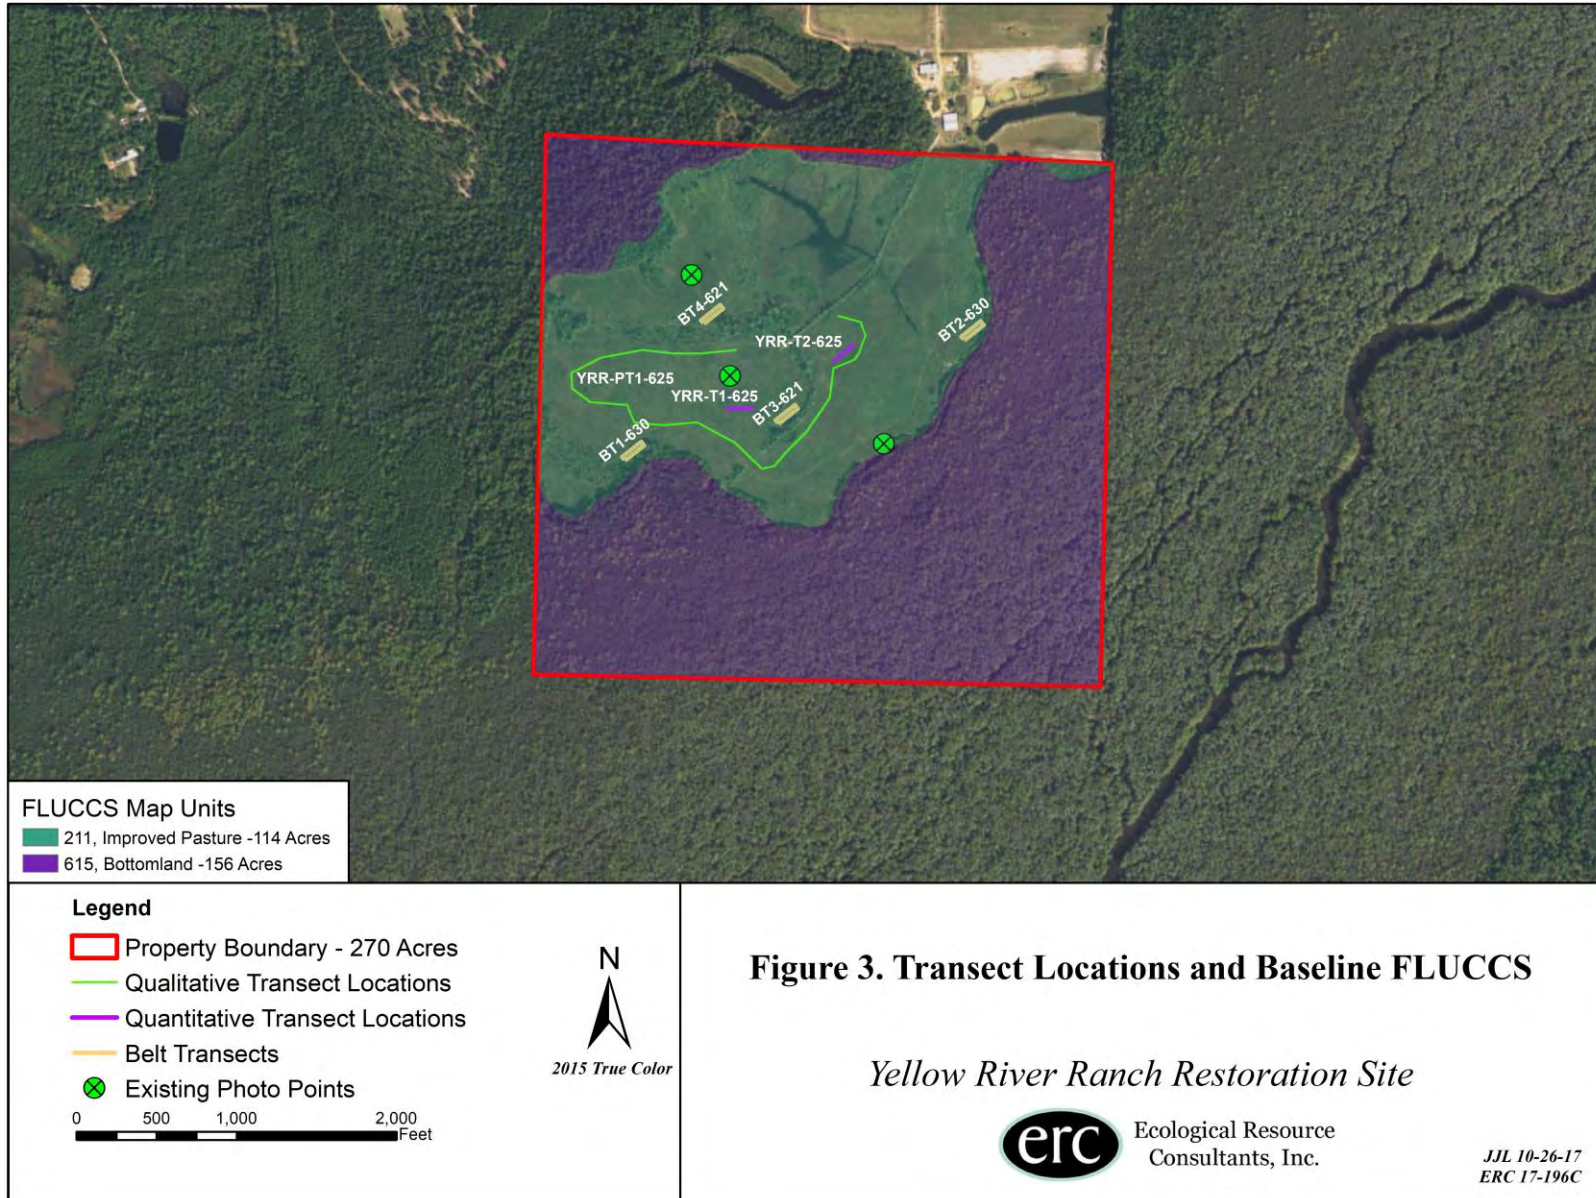 BT4-621
BT2-630
YRR-T2-625
YRR-PT1-625
YRR-T1-625
BT3-621
BT1-630
FLUCCS Map Units
211, Improved Pasture -114 Acres
615, Bottomland -156 Acres
Legend
Property Boundary - 270 Acres
Qualitative Transect Locations
Quantitative Transect Locations
Belt Transects
Existing Photo Points
0 500 1,000 2,000
Feet
N
2015 True Color
Figure 3. Transect Locations and Baseline FLUCCS
Yellow River Ranch Restoration Site
erc
Ecological Resource
Consultants, Inc.
JJL 10-26-17
ERC 17-196C